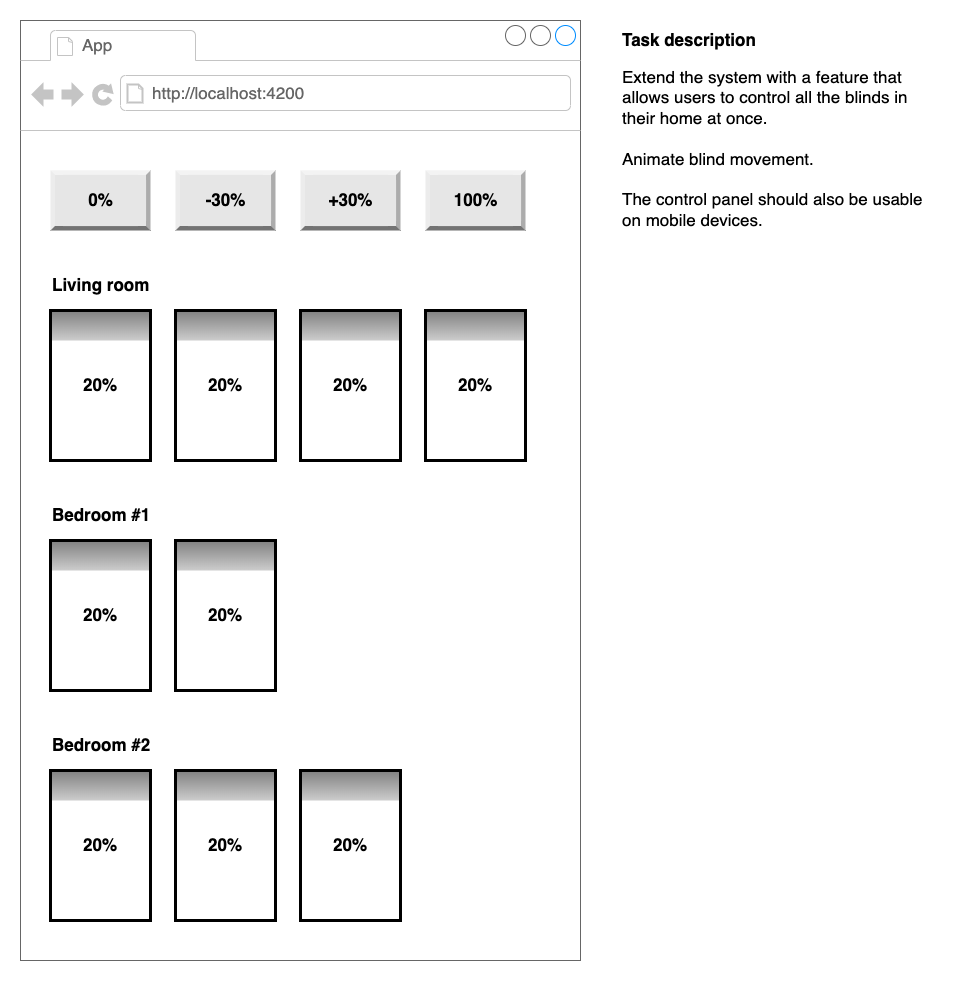 App
http://localhost:4200
0% -30% +30% 100%
Living room
20% 20% 20% 20%
Bedroom #1
20% 20%
Bedroom #2
20% 20% 20%
Task description
Extend the system with a feature that
allows users to control all the blinds in
their home at once.
Animate blind movement.
The control panel should also be usable
on mobile devices.